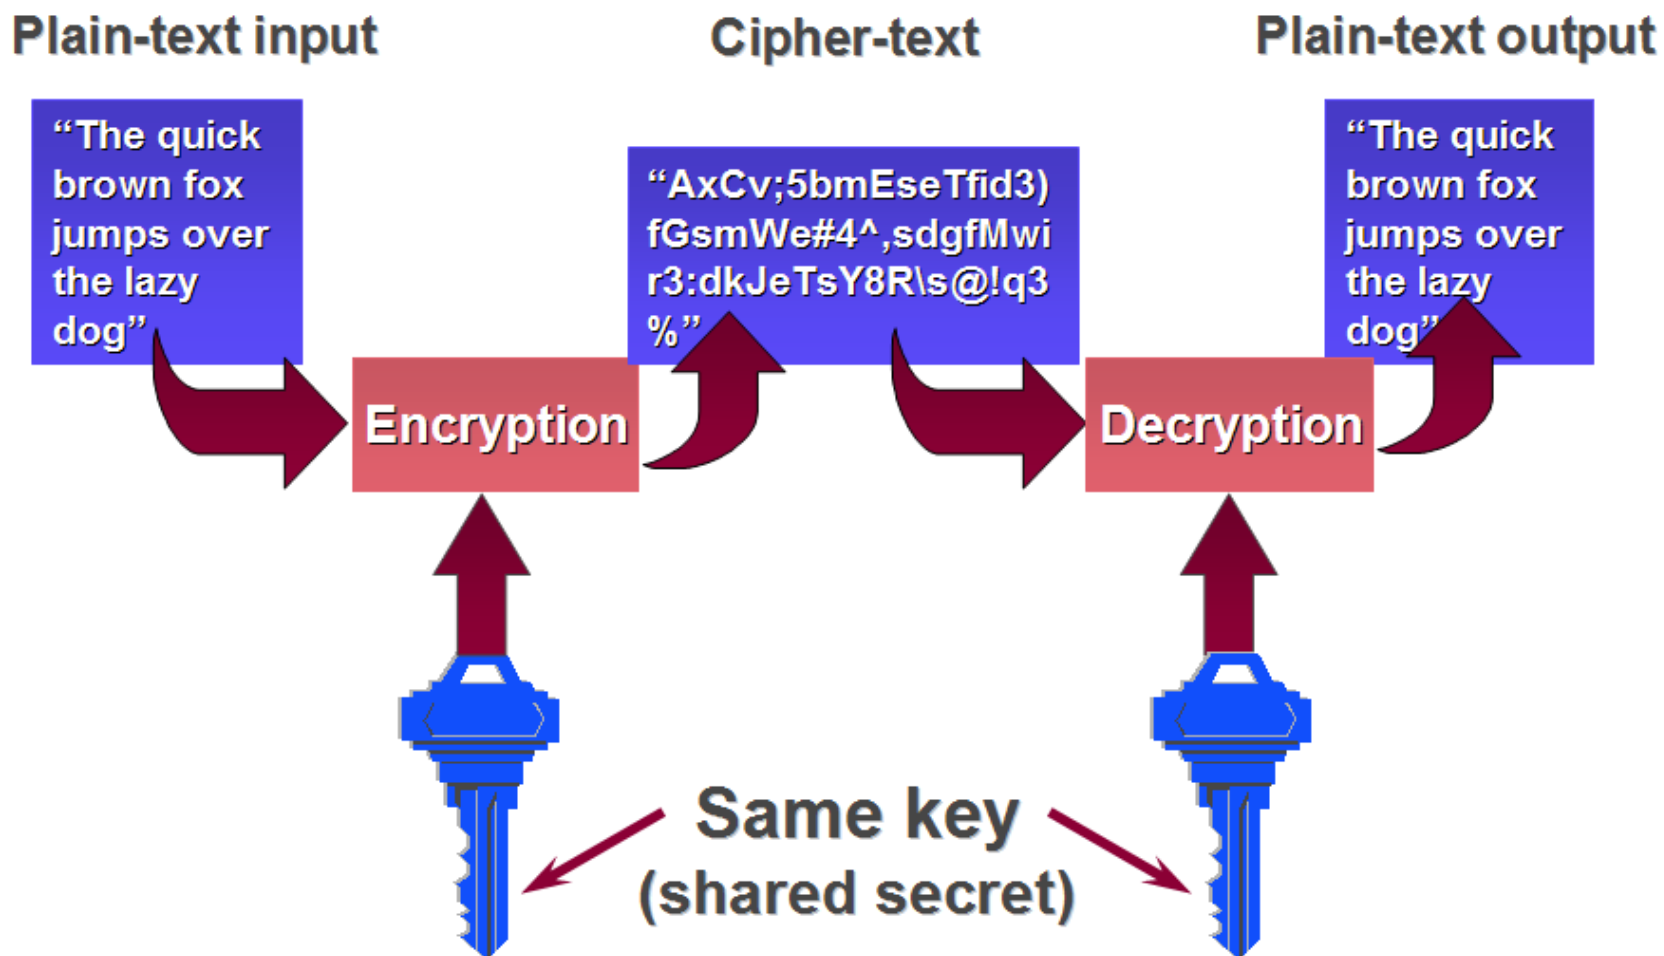 Plain-text input
Cipher-text
Plain-text output
“The quick
brown fox
jumps over
the lazy
dog”
“AxCv;5bmEseTfid3)
fGsmWe#4^,sdgfMwi
r3:dkJeTsY8R\s@!q3
%”
“The quick
brown fox
jumps over
the lazy
dog”
Encryption
Decryption
Same key
(shared secret)